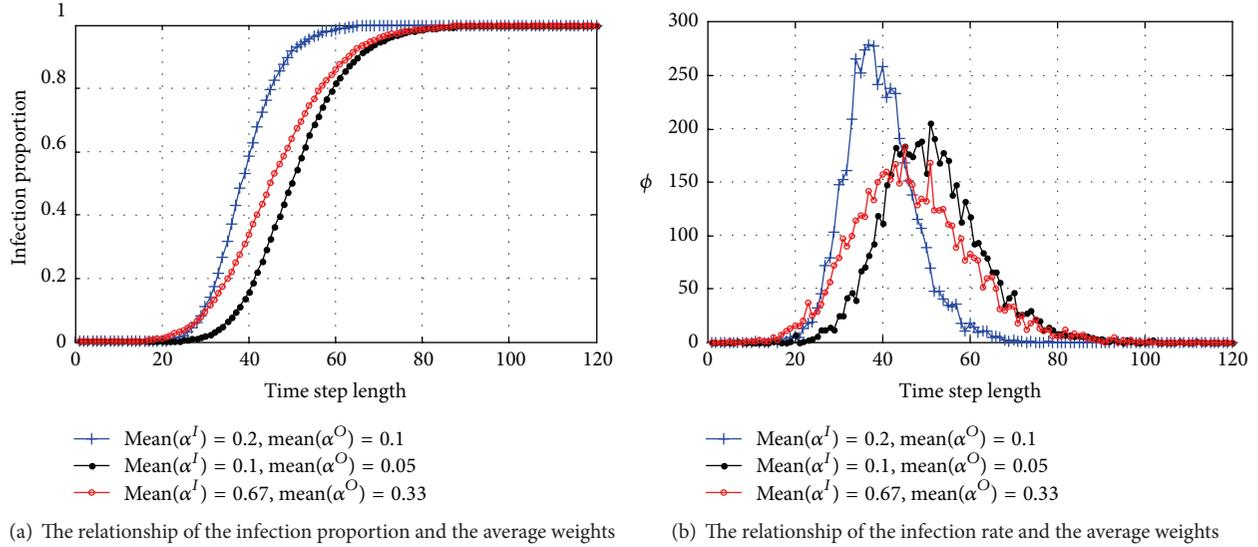 1
0.8
0.6
0.4
0.2
0
Infection proportion
0 20 40 60 80 100 120
Time step length
Mean(α^I) = 0.2, mean(α^O) = 0.1
Mean(α^I) = 0.1, mean(α^O) = 0.05
Mean(α^I) = 0.67, mean(α^O) = 0.33
(a) The relationship of the infection proportion and the average weights
300
250
200
150
100
50
0
ϕ
0 20 40 60 80 100 120
Time step length
Mean(α^I) = 0.2, mean(α^O) = 0.1
Mean(α^I) = 0.1, mean(α^O) = 0.05
Mean(α^I) = 0.67, mean(α^O) = 0.33
(b) The relationship of the infection rate and the average weights